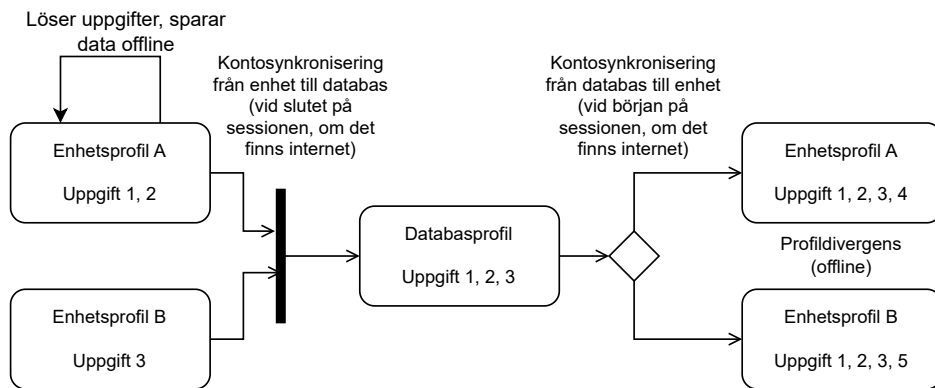 Löser uppgifter, sparar
data offline
Kontosynkronisering
från enhet till databas
(vid slutet på
sessionen, om det
finns internet)
Kontosynkronisering
från databas till enhet
(vid början på
sessionen, om det
finns internet)
Enhetsprofil A
Uppgift 1, 2
Enhetsprofil B
Uppgift 3
Databasprofil
Uppgift 1, 2, 3
Enhetsprofil A
Uppgift 1, 2, 3, 4
Profildivergens
(offline)
Enhetsprofil B
Uppgift 1, 2, 3, 5